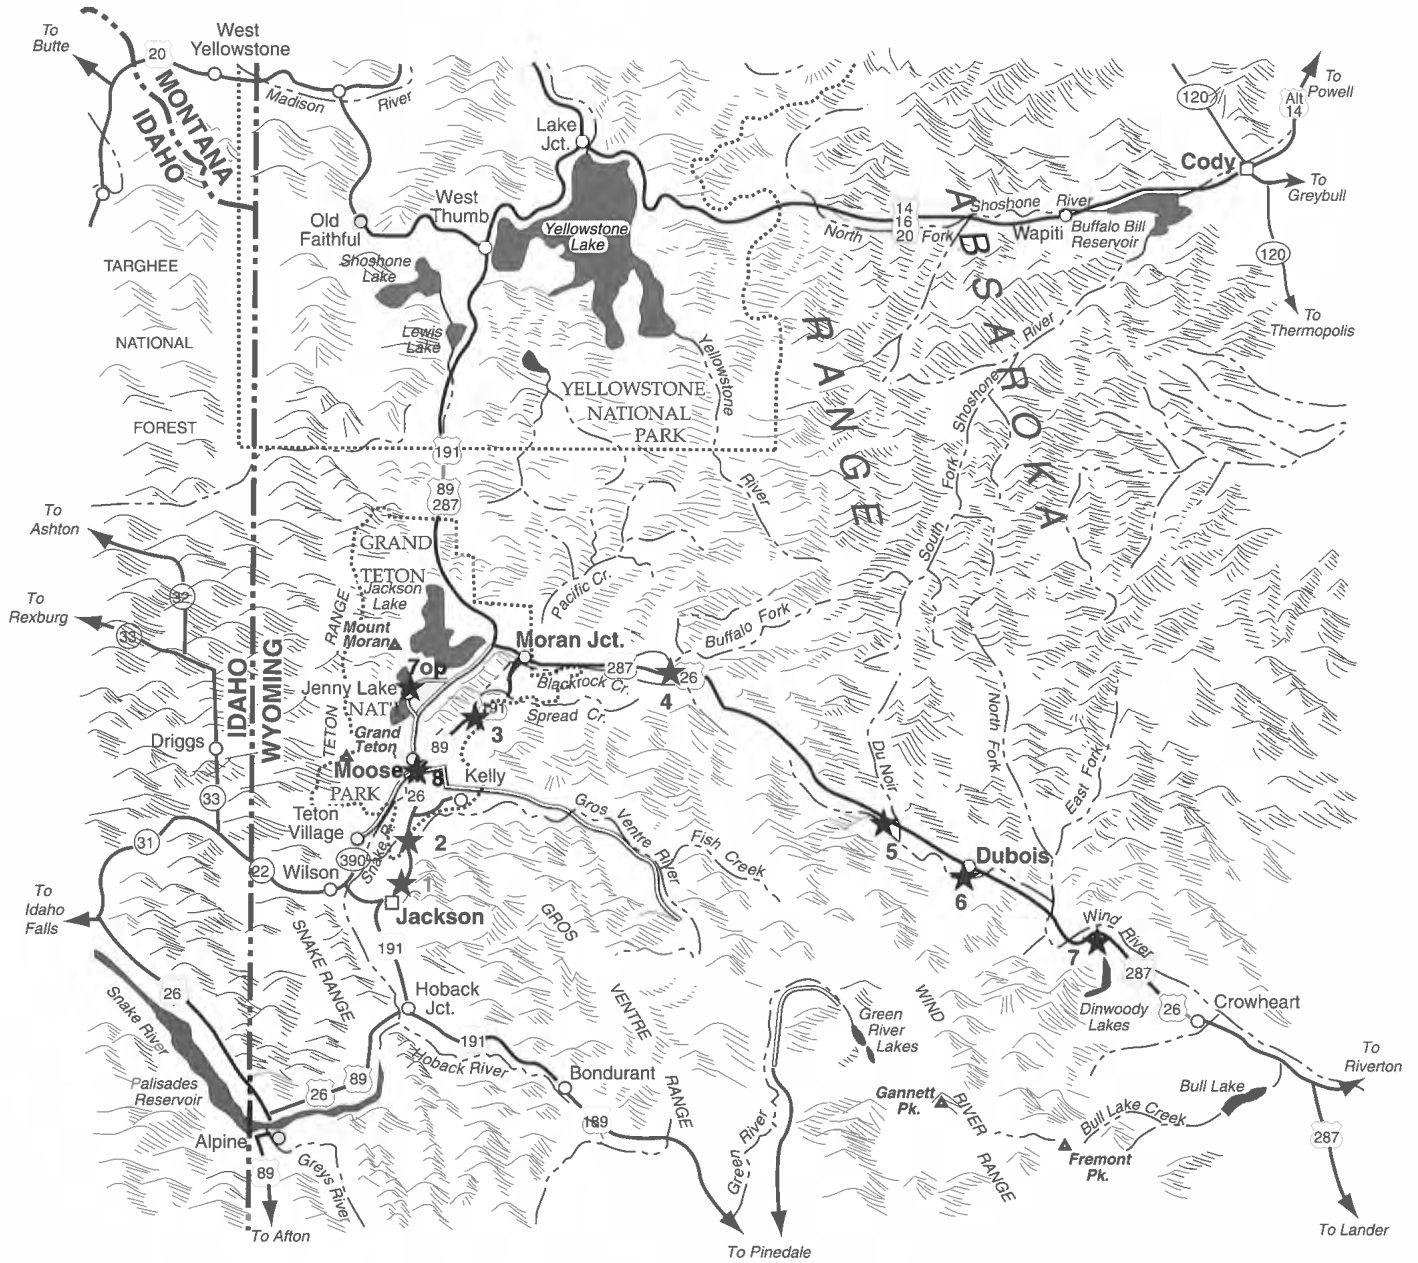 To
Butte
20
West
Yellowstone
MONTANA
IDAHO
Madison
River
Lake
Jct.
120
Alt
14
To
Powell
Cody
To
Greybull
120
To
Thermopolis
Old
Faithful
West
Thumb
Yellowstone
Lake
Shoshone
Lake
Lewis
Lake
14
16
20
North
Fork
Shoshone
River
Wapiti
Buffalo Bill
Reservoir
ABSAROKA
RANGE
TARGHEE
NATIONAL
FOREST
YELLOWSTONE
NATIONAL
PARK
Yellowstone
River
South
Fork
Shoshone
River
191
89
287
To
Ashton
To
Rexburg
32
33
GRAND
TETON
Jackson
Lake
Mount
Moran
TETON
RANGE
7op
Jenny Lake
NAT'L
Grand
Teton
Moose
8
PARK
Pacific Cr.
Buffalo Fork
Moran Jct.
287
26
Blackrock Cr.
Spread Cr.
4
191
3
89
Kelly
26
IDAHO
WYOMING
Driggs
33
31
22
Wilson
Teton
Village
390
Snake R.
2
1
Jackson
Gros
Ventre
River
Fish Creek
Du Noir
North Fork
East Fork
5
Dubois
6
Wind
River
7
287
26
Dinwoody
Lakes
Crowheart
To
Riverton
To
Idaho
Falls
26
Snake River
Palisades
Reservoir
Alpine
89
To Afton
Greys River
SNAKE RANGE
191
Hoback
Jct.
26
89
191
Hoback River
Bondurant
189
GROS
VENTRE
RANGE
Green
River
Lakes
Green
River
To Pinedale
WIND
RIVER
RANGE
Gannett
Pk.
Fremont
Pk.
Bull Lake Creek
Bull Lake
287
To Lander